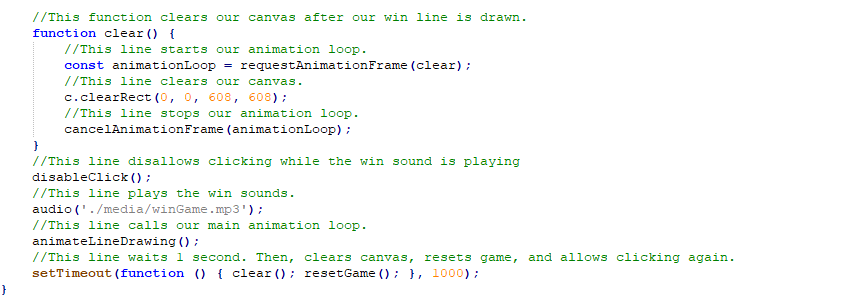 //This function clears our canvas after our win line is drawn.
function clear() {
//This line starts our animation loop.
const animationLoop = requestAnimationFrame(clear);
//This line clears our canvas.
c.clearRect(0, 0, 608, 608);
//This line stops our animation loop.
cancelAnimationFrame(animationLoop);
}
//This line disallows clicking while the win sound is playing
disableClick();
//This line plays the win sounds.
audio('./media/winGame.mp3');
//This line calls our main animation loop.
animateLineDrawing();
//This line waits 1 second. Then, clears canvas, resets game, and allows clicking again.
setTimeout(function () { clear(); resetGame(); }, 1000);
}